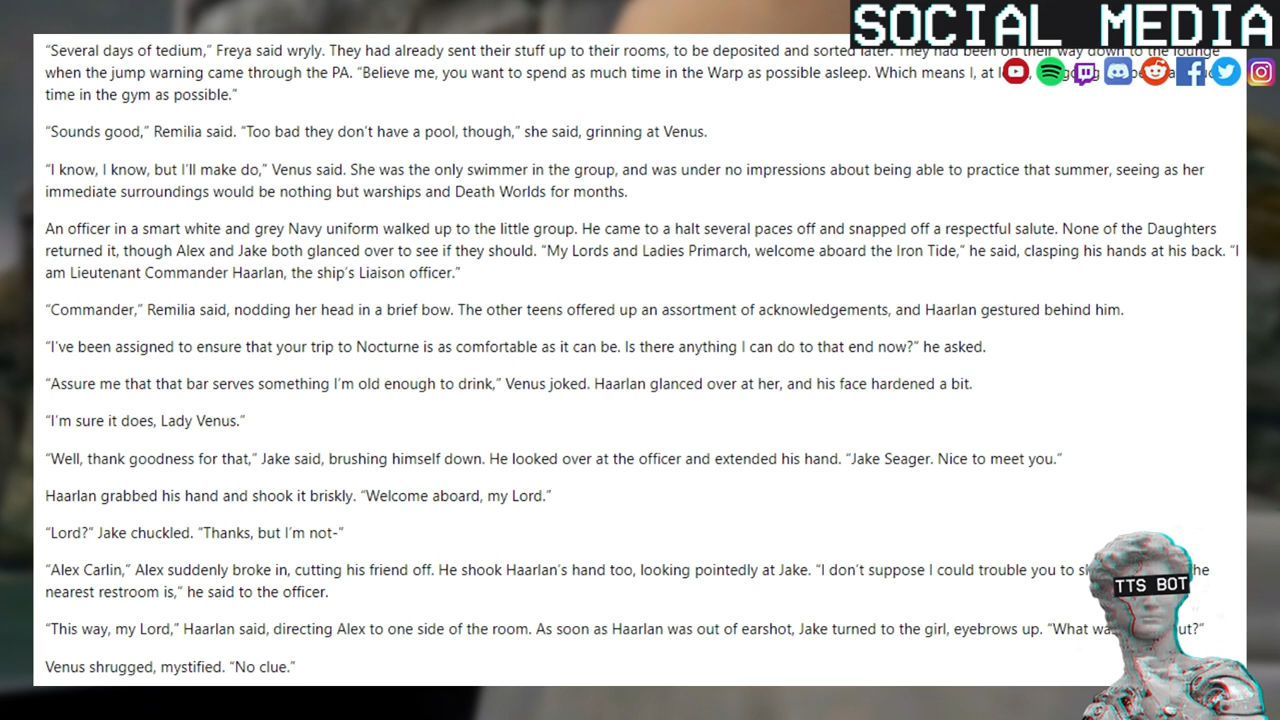 SOCIAL MEDIA
“Several days of tedium,” Freya said wryly. They had already sent their stuff up to their rooms, to be deposited and sorted later. They had been on their way down to the lounge
when the jump warning came through the PA. “Believe me, you want to spend as much time in the Warp as possible asleep. Which means I, at
time in the gym as possible.”
“Sounds good,” Remilia said. “Too bad they don’t have a pool, though,” she said, grinning at Venus.
“I know, I know, but I’ll make do,” Venus said. She was the only swimmer in the group, and was under no impressions about being able to practice that summer, seeing as her
immediate surroundings would be nothing but warships and Death Worlds for months.
An officer in a smart white and grey Navy uniform walked up to the little group. He came to a halt several paces off and snapped off a respectful salute. None of the Daughters
returned it, though Alex and Jake both glanced over to see if they should. “My Lords and Ladies Primarch, welcome aboard the Iron Tide,” he said, clasping his hands at his back. “I
am Lieutenant Commander Haarlan, the ship’s Liaison officer.”
“Commander,” Remilia said, nodding her head in a brief bow. The other teens offered up an assortment of acknowledgements, and Haarlan gestured behind him.
“I’ve been assigned to ensure that your trip to Nocturne is as comfortable as it can be. Is there anything I can do to that end now?” he asked.
“Assure me that that bar serves something I’m old enough to drink,” Venus joked. Haarlan glanced over at her, and his face hardened a bit.
“I’m sure it does, Lady Venus.”
“Well, thank goodness for that,” Jake said, brushing himself down. He looked over at the officer and extended his hand. “Jake Seager. Nice to meet you.”
Haarlan grabbed his hand and shook it briskly. “Welcome aboard, my Lord.”
“Lord?” Jake chuckled. “Thanks, but I’m not-“
“Alex Carlin,” Alex suddenly broke in, cutting his friend off. He shook Haarlan’s hand too, looking pointedly at Jake. “I don’t suppose I could trouble you to
nearest restroom is,” he said to the officer.
“This way, my Lord,” Haarlan said, directing Alex to one side of the room. As soon as Haarlan was out of earshot, Jake turned to the girl, eyebrows up. “What
Venus shrugged, mystified. “No clue.”
TTS BOT